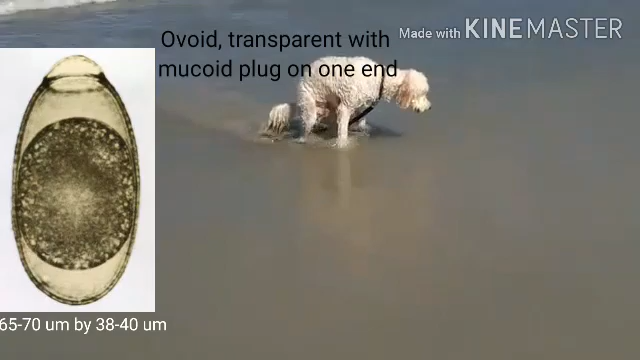 Made with KINEMASTER
Ovoid, transparent with
mucoid plug on one end
65-70 um by 38-40 um